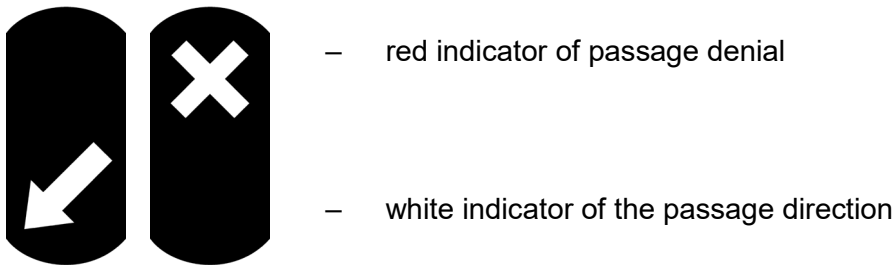 – red indicator of passage denial
– white indicator of the passage direction